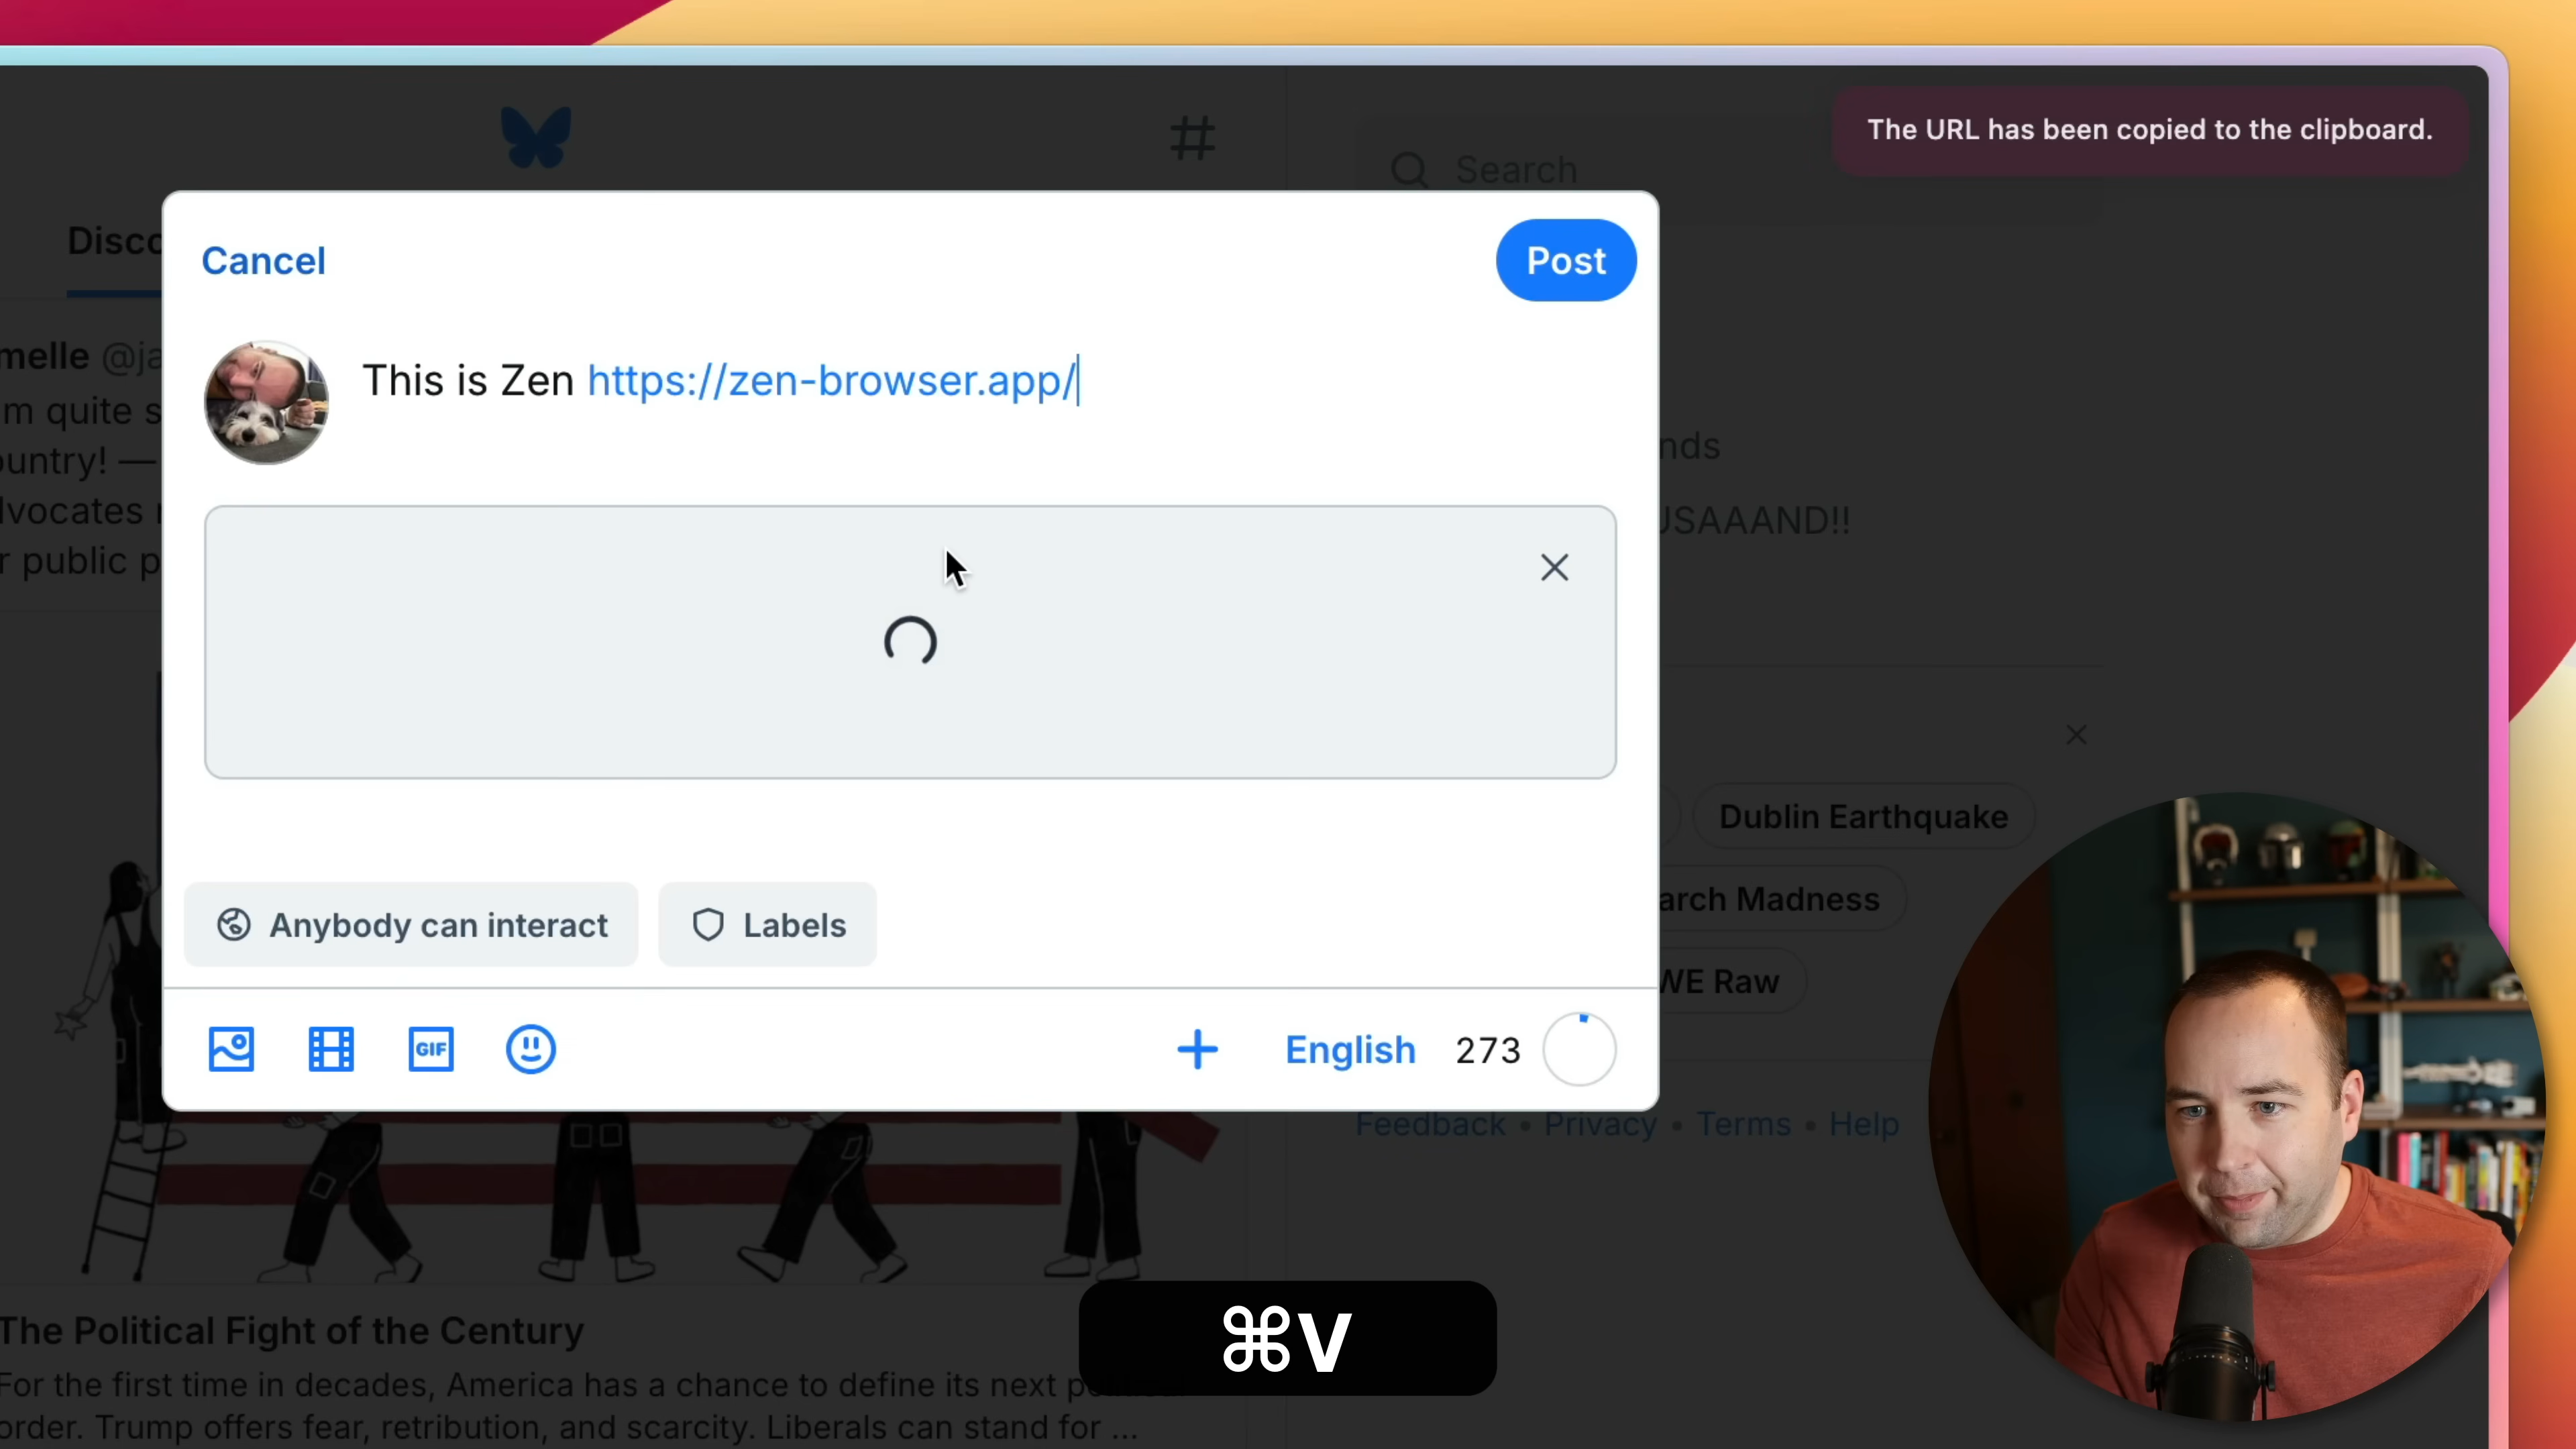 The URL has been copied to the clipboard.
Search
Disco
Cancel
Post
melle @ja
This is Zen https://zen-browser.app/
m quite s
ountry! —
lvocates
r public p
nds
USAAAND!!
Dublin Earthquake
arch Madness
WE Raw
Anybody can interact
Labels
GIF
English
273
Feedback • Privacy • Terms • Help
⌘V
The Political Fight of the Century
For the first time in decades, America has a chance to define its next
order. Trump offers fear, retribution, and scarcity. Liberals can stand for ...